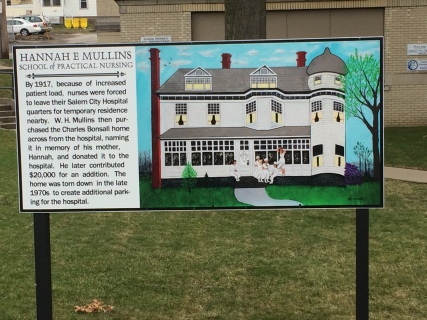 HANNAH E MULLINS
SCHOOL of PRACTICAL NURSING
By 1917, because of increased
patient load, nurses were forced
to leave their Salem City Hospital
quarters for temporary residence
nearby. W. H. Mullins then pur-
chased the Charles Bonsall home
across from the hospital, naming
it in memory of his mother,
Hannah, and donated it to the
hospital. He later contributed
$20,000 for an addition. The
home was torn down in the late
1970s to create additional park-
ing for the hospital.